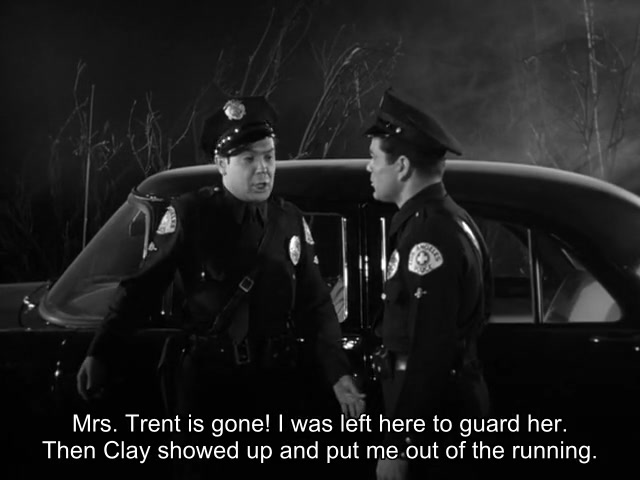 Mrs. Trent is gone! I was left here to guard her.
Then Clay showed up and put me out of the running.